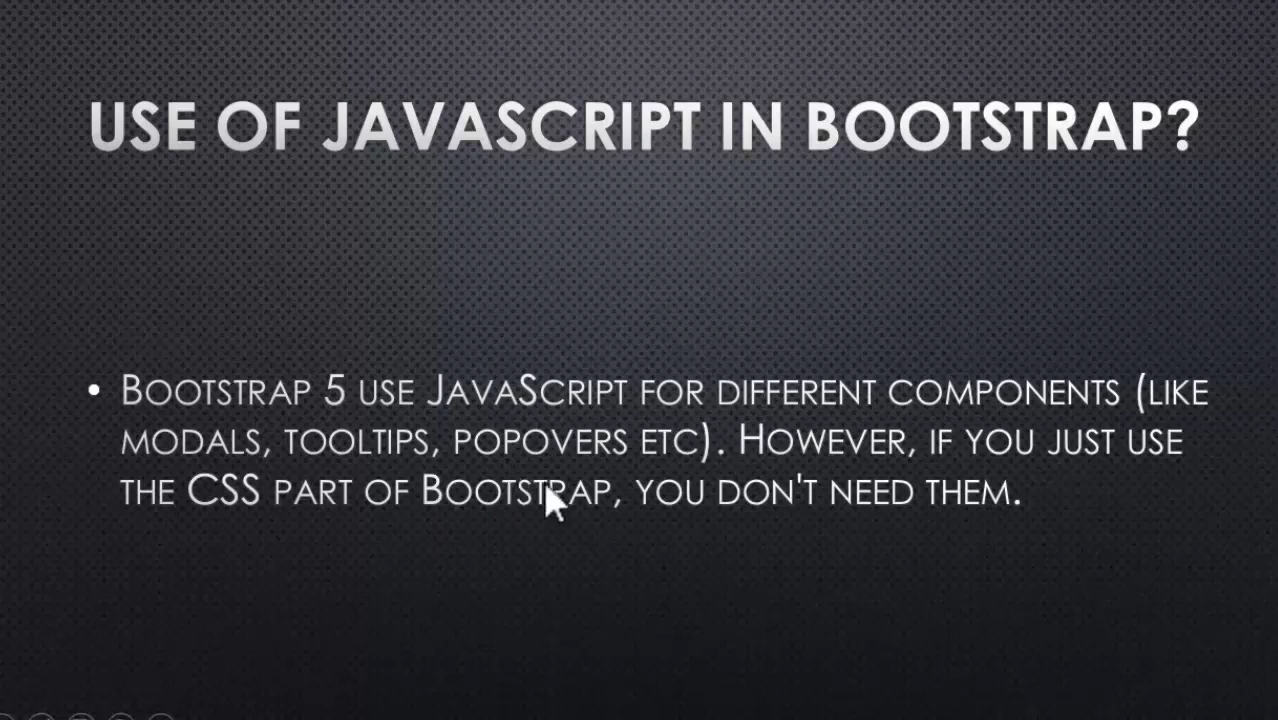 USE OF JAVASCRIPT IN BOOTSTRAP?
• BOOTSTRAP 5 USE JAVASCRIPT FOR DIFFERENT COMPONENTS (LIKE
MODALS, TOOLTIPS, POPOVERS ETC). HOWEVER, IF YOU JUST USE
THE CSS PART OF BOOTSTRAP, YOU DON'T NEED THEM.